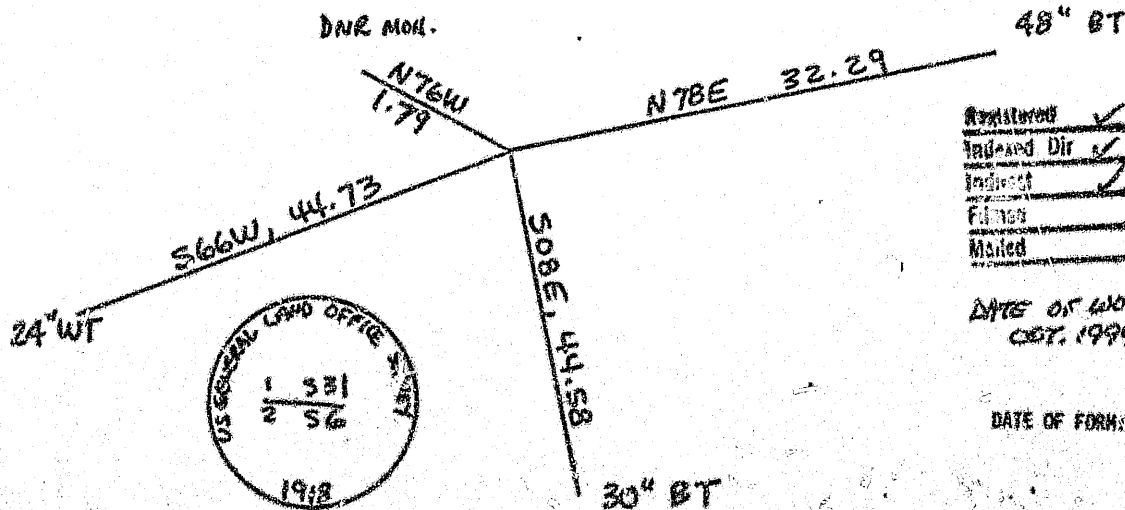 DNR MON.
48" BT
N76W
1.79
N78E 32.29
Registered ✓
Indexed Dir ✓
Indirect ✓
Filmed
Mailed
S66W, 44.73
S08E, 44.58
24" WT
US GENERAL LAND OFFICE SURVEY
1 S31
2 S6
1918
30" BT
DATE OF
OCT. 199
DATE OF FORM: